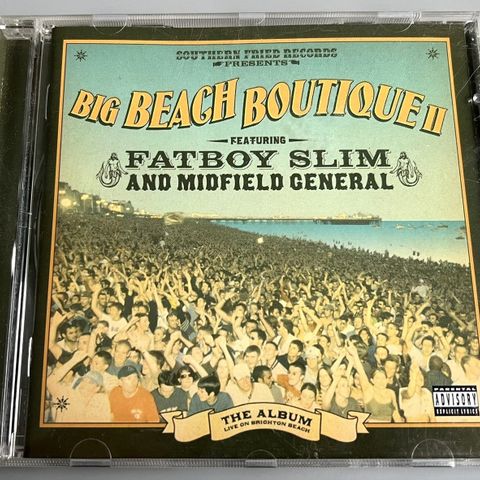 SOUTHERN FRIED RECORDS
PRESENTS
BIG BEACH BOUTIQUE II
FEATURING
FATBOY SLIM
AND MIDFIELD GENERAL
THE ALBUM
LIVE ON BRIGHTON BEACH
PARENTAL
ADVISORY
EXPLICIT LYRICS